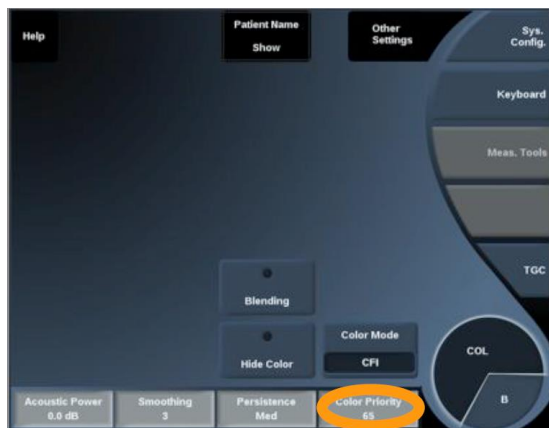 Help
Patient Name
Show
Other
Settings
Sys.
Config.
Keyboard
Meas. Tools
TGC
Blending
Hide Color
Color Mode
CFI
COL
B
Acoustic Power
0.0 dB
Smoothing
3
Persistence
Med
Color Priority
65